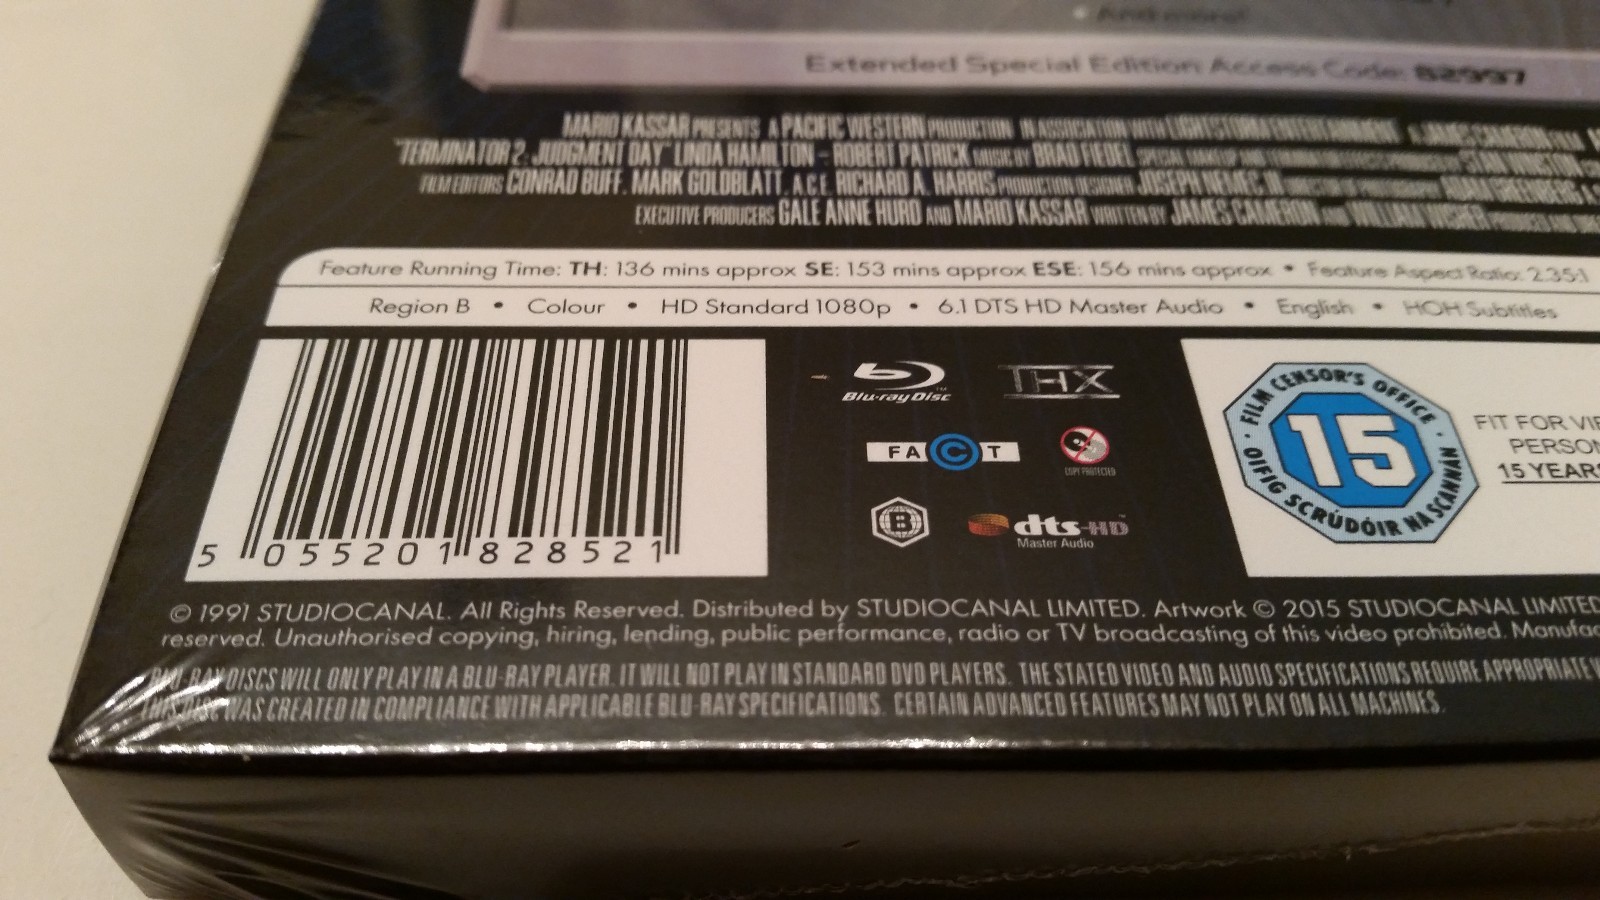 Extended Special Edition Access Code: 82997
MARIO KASSAR PRESENTS A PACIFIC WESTERN PRODUCTION IN ASSOCIATION WITH LIGHTSTORM ENTERTAINMENT A JAMES CAMERON
"TERMINATOR 2: JUDGMENT DAY" LINDA HAMILTON - ROBERT PATRICK MUSIC BY BRAD FIEDEL
FILM EDITORS CONRAD BUFF, MARK GOLDBLATT, A.C.E. RICHARD A. HARRIS PRODUCTION DESIGNER JOSEPH NEMEC, III
EXECUTIVE PRODUCERS GALE ANNE HURD AND MARIO KASSAR WRITTEN BY JAMES CAMERON AND WILLIAM WISHER
Feature Running Time: TH: 136 mins approx SE: 153 mins approx ESE: 156 mins approx • Feature Aspect Ratio: 2.35:1
Region B • Colour • HD Standard 1080p • 6.1 DTS HD Master Audio • English • HOH Subtitles
5 055201 828521
Blu-ray Disc™
THX
FACT
COPY PROTECTED
B
dts-HD™
Master Audio
FILM CENSOR'S OFFICE
15
OIFIG SCRÚDÓIR NA SCANNÁN
FIT FOR
15 YEARS
© 1991 STUDIOCANAL. All Rights Reserved. Distributed by STUDIOCANAL LIMITED. Artwork © 2015 STUDIOCANAL LIMITED
reserved. Unauthorised copying, hiring, lending, public performance, radio or TV broadcasting of this video prohibited.
BLU-RAY DISCS WILL ONLY PLAY IN A BLU-RAY PLAYER. IT WILL NOT PLAY IN STANDARD DVD PLAYERS. THE STATED VIDEO AND AUDIO SPECIFICATIONS REQUIRE APPROPRIATE
THIS DISC WAS CREATED IN COMPLIANCE WITH APPLICABLE BLU-RAY SPECIFICATIONS. CERTAIN ADVANCED FEATURES MAY NOT PLAY ON ALL MACHINES.